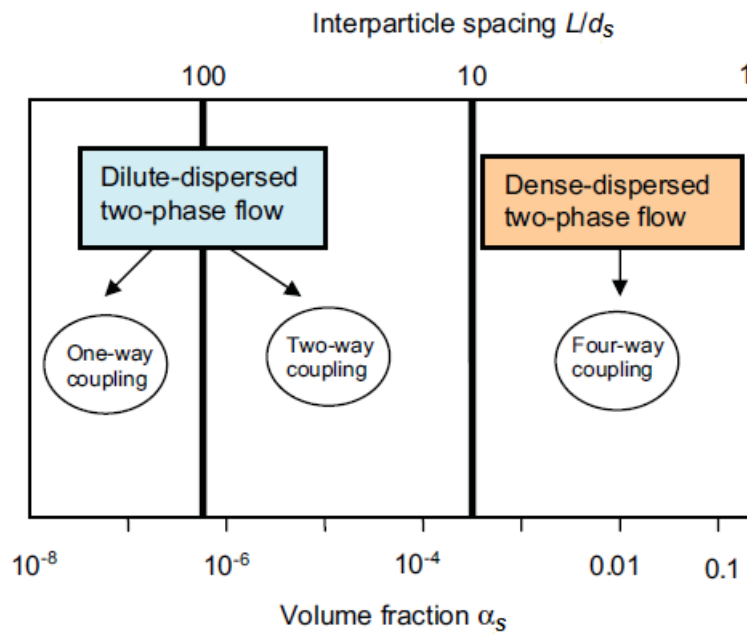 Interparticle spacing L/dₛ
100 10 1
Dilute-dispersed
two-phase flow
Dense-dispersed
two-phase flow
One-way
coupling
Two-way
coupling
Four-way
coupling
10⁻⁸ 10⁻⁶ 10⁻⁴ 0.01 0.1
Volume fraction αₛ